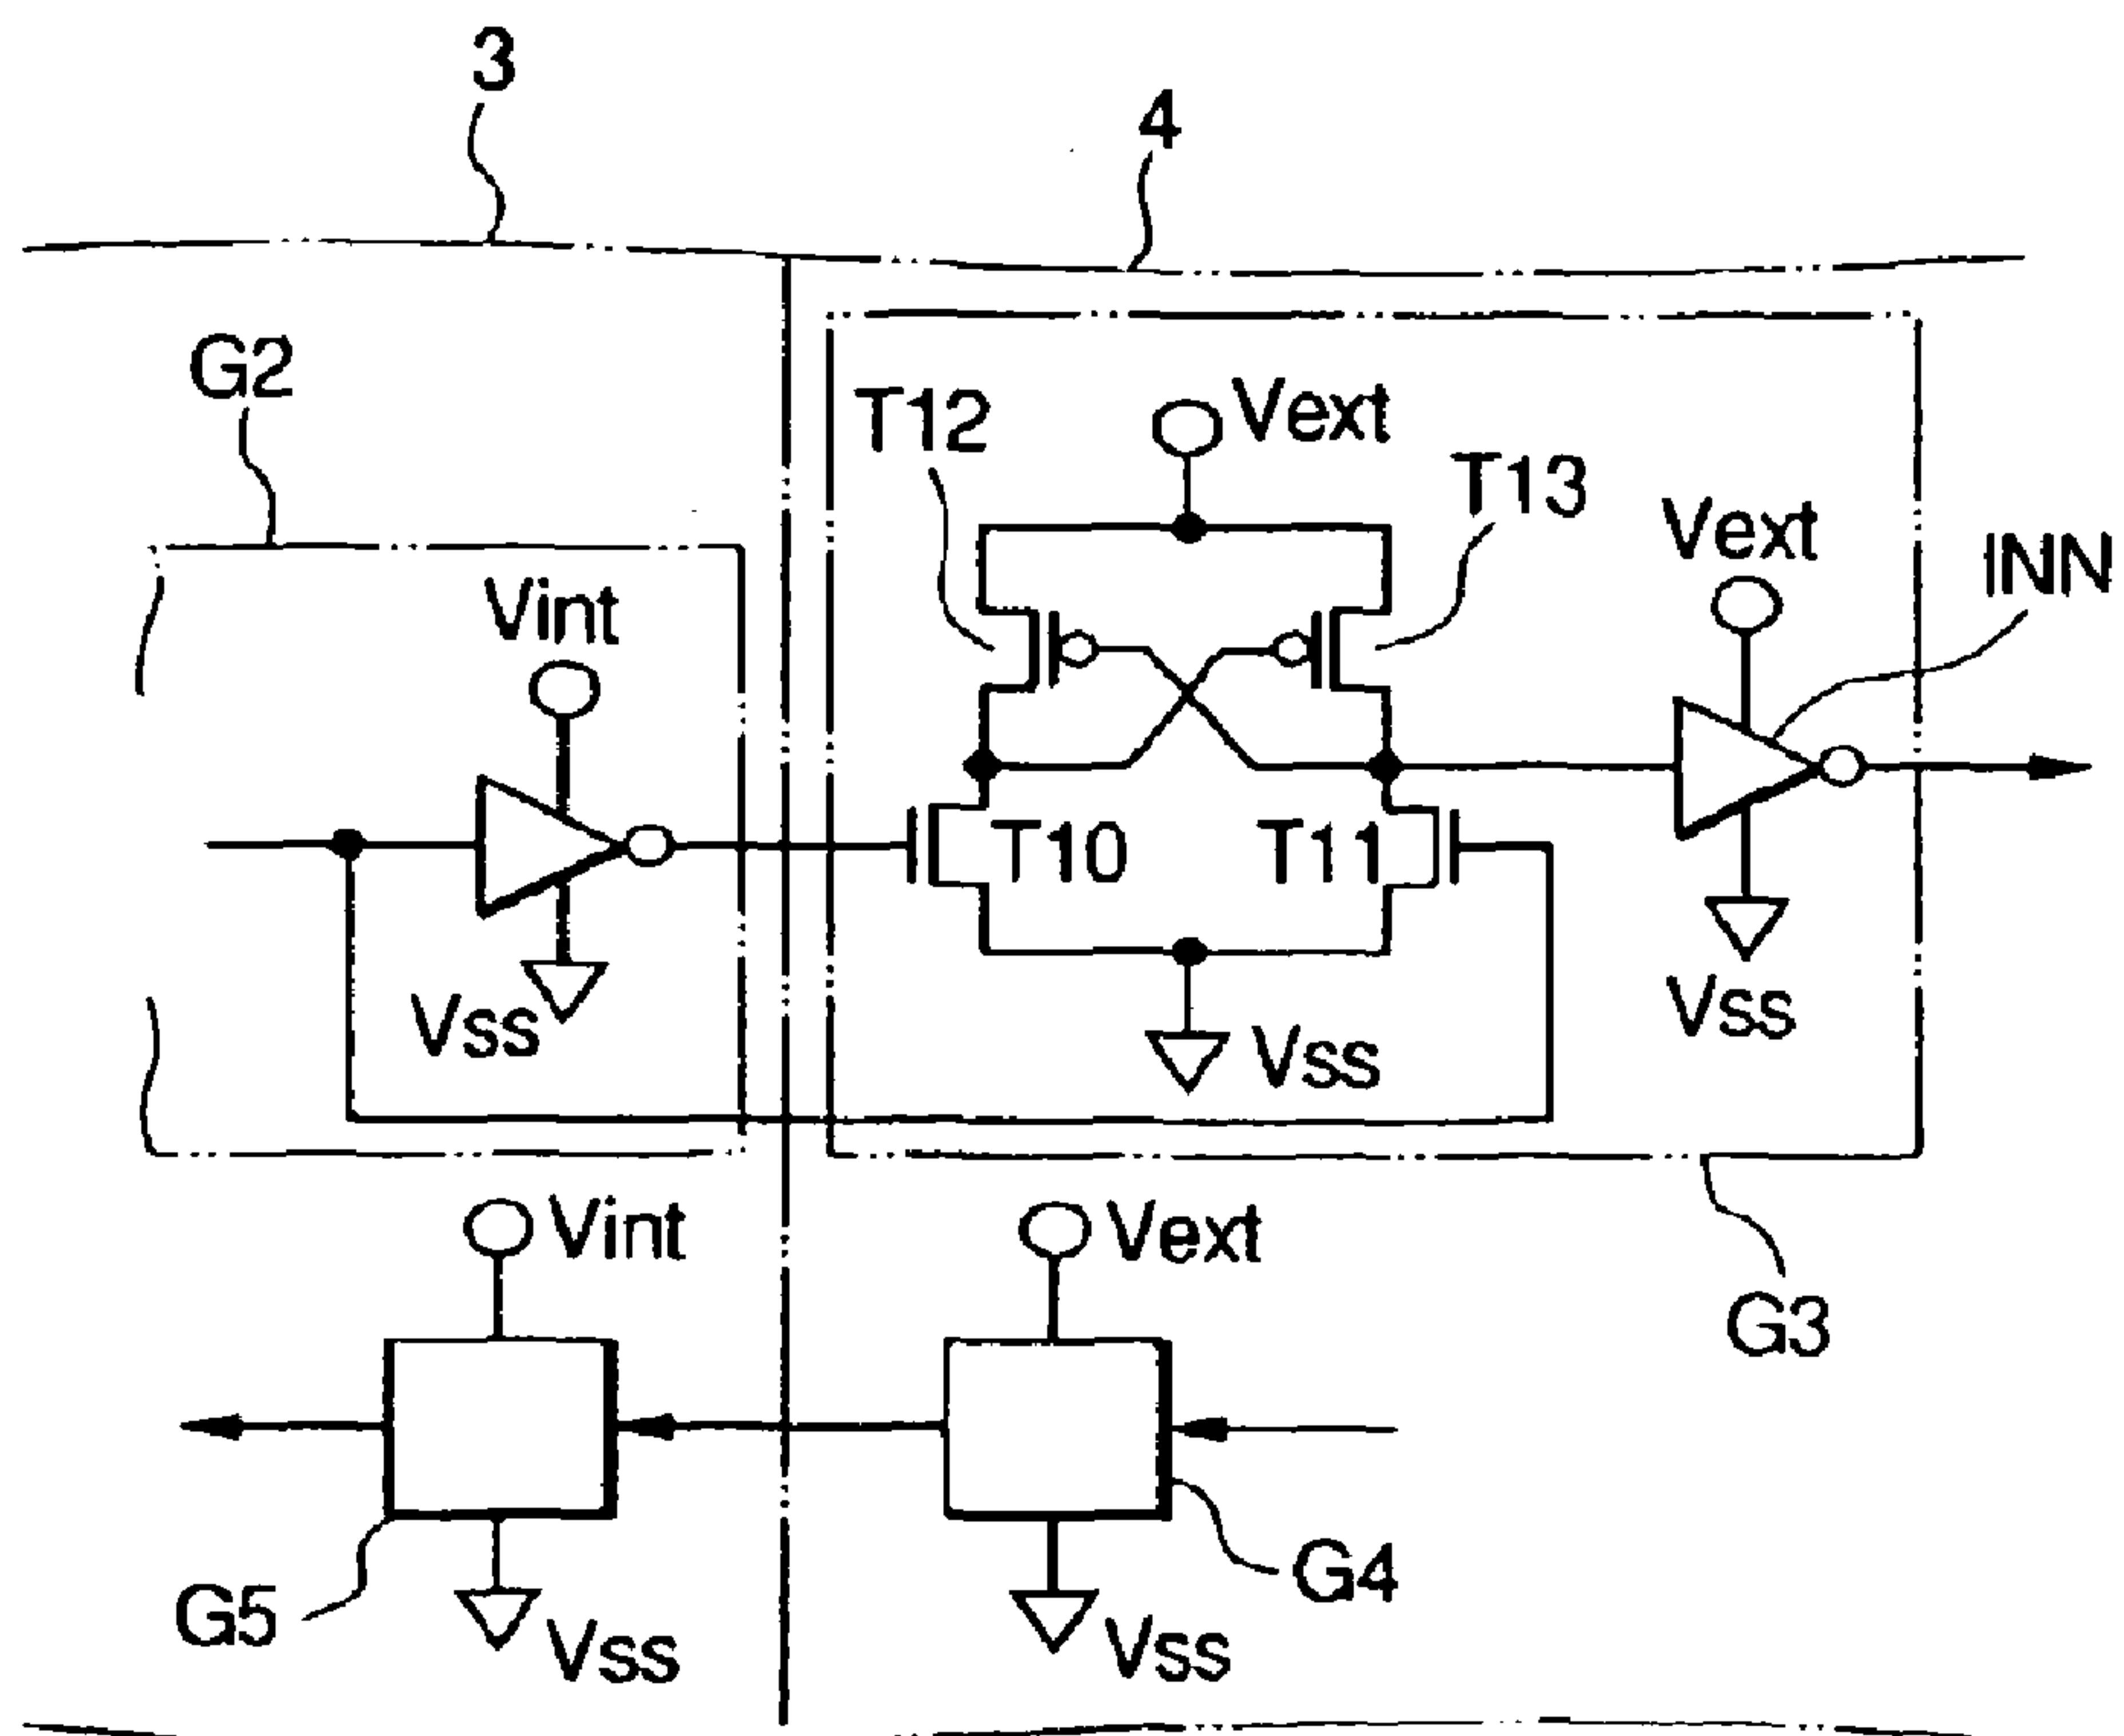 3
4
G2
T12
Vext
T13
Vext
INN
Vint
T10
T11
Vss
Vss
Vss
Vint
Vext
G3
G5
Vss
G4
Vss